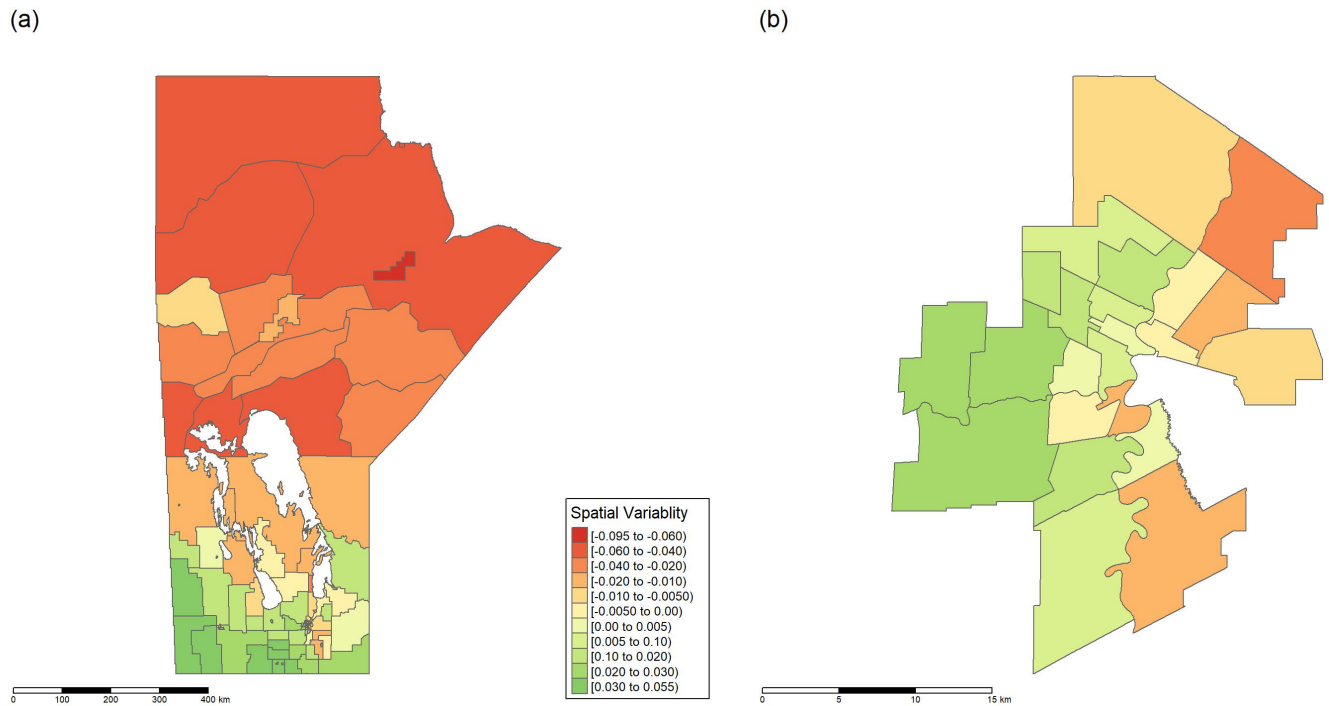 (a)
(b)
Spatial Variablity
[-0.095 to -0.060)
[-0.060 to -0.040)
[-0.040 to -0.020)
[-0.020 to -0.010)
[-0.010 to -0.0050)
[-0.0050 to 0.00)
[0.00 to 0.005)
[0.005 to 0.10)
[0.10 to 0.020)
[0.020 to 0.030)
[0.030 to 0.055)
0 100 200 300 400 km
0 5 10 15 km